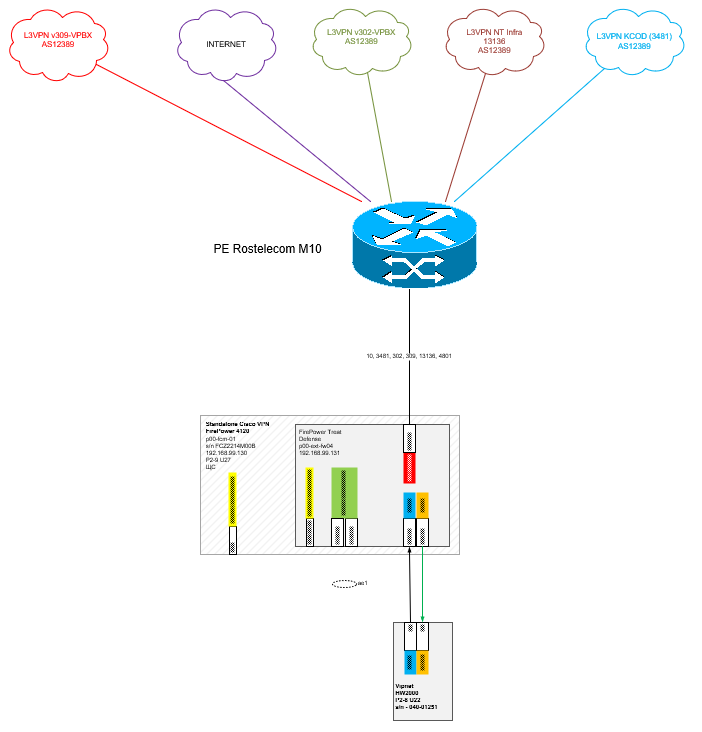 L3VPN v309-VPBX
AS12389
INTERNET
L3VPN v302-VPBX
AS12389
L3VPN NT Infra
13136
AS12389
L3VPN KCOD (3481)
AS12389
PE Rostelecom M10
10, 3481, 302, 309, 13136, 4801
Standalone Cisco VPN
FirePower 4120
p00-fcm-01
s/n FCZ2214M00B
192.168.99.130
P2-9 U27
ЩС
FirePower Treat
Defense
p00-ext-fw04
192.168.99.131
ae1
Vipnet
HW2000
P2-8 U22
s/n - 040-01251